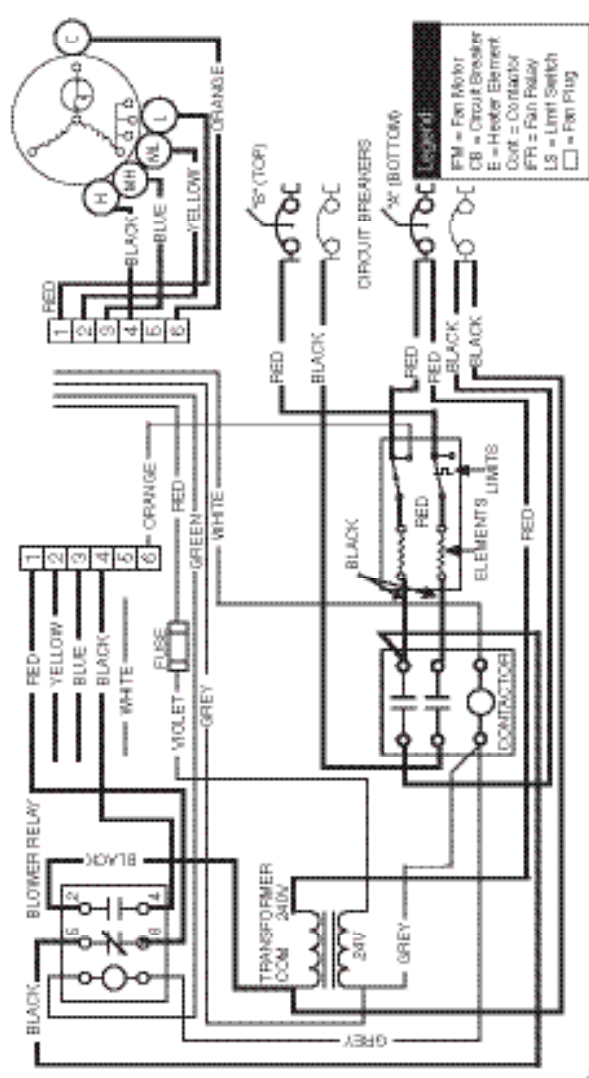 C
L
ML
MH
H
ORANGE
YELLOW
BLUE
BLACK
RED
1
2
3
4
5
6
Legend
IFM = Fan Motor
CB = Circuit Breaker
E = Heater Element
Cont = Contactor
IFR = Fan Relay
LS = Limit Switch
= Fan Plug
"B" (TOP)
CIRCUIT BREAKERS
"A" (BOTTOM)
RED
BLACK
RED
RED
BLACK
BLACK
ORANGE
RED
GREEN
WHITE
1
2
3
4
5
6
RED
YELLOW
BLUE
BLACK
WHITE
FUSE
VIOLET
GREY
BLACK
RED
LIMITS
ELEMENTS
RED
CONTACTOR
BLOWER RELAY
BLACK
2
4
5
BLACK
TRANSFORMER
COM
240V
24V
GREY
GREY